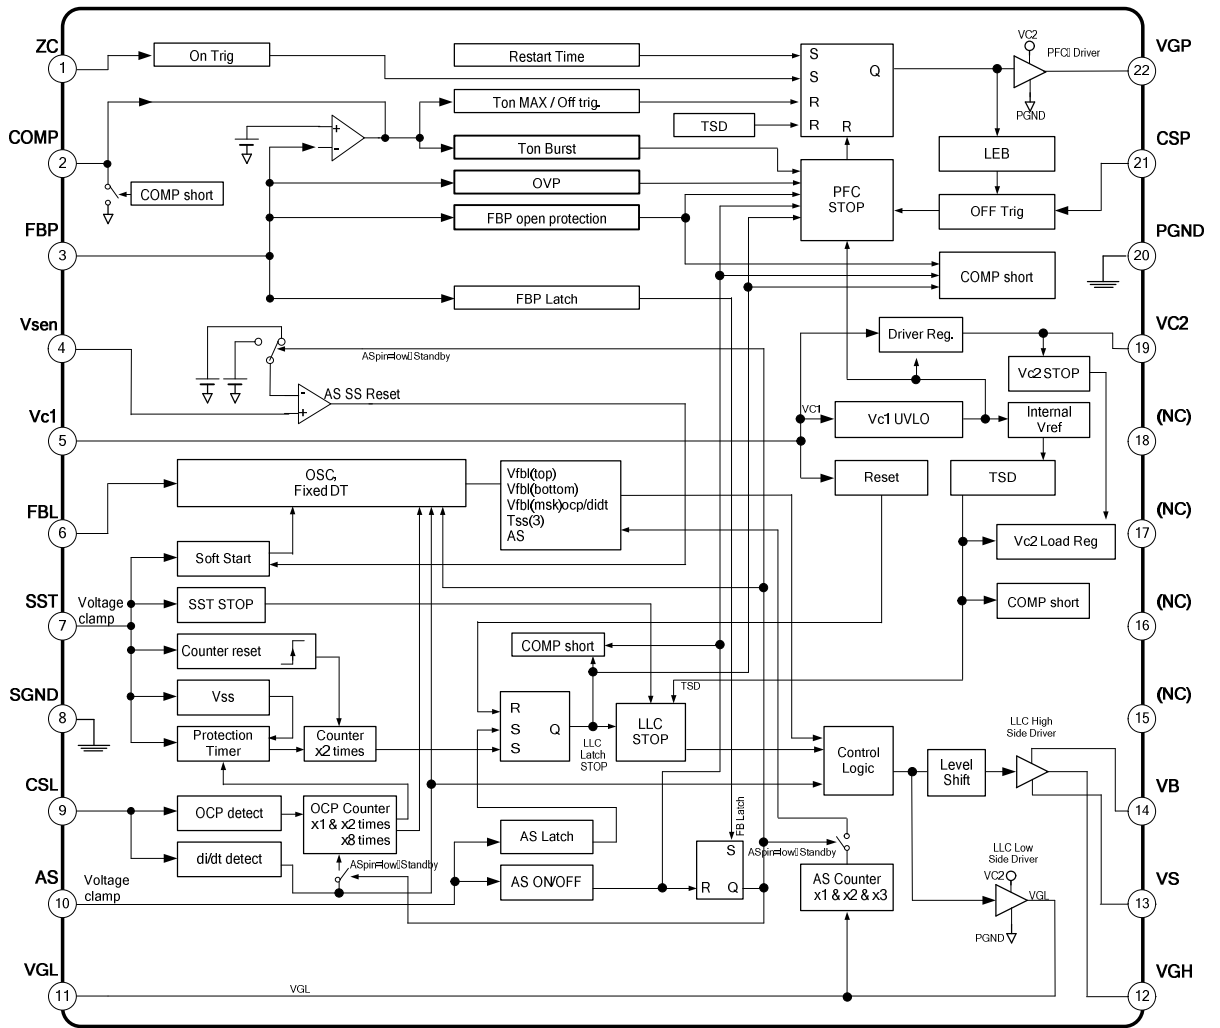 ZC
1
On Trig
Restart Time
S
S
R
R
R
Q
VC2
PFC Driver
PGND
VGP
22
Ton MAX / Off trig.
TSD
COMP
2
+
-
Ton Burst
LEB
CSP
21
COMP short
OVP
PFC
STOP
OFF Trig
FBP open protection
FBP
3
PGND
20
COMP short
FBP Latch
Vsen
4
ASpin=low Standby
Driver Reg.
VC2
19
Vc2 STOP
-
+
AS SS Reset
Vc1
5
VC1
Vc1 UVLO
Internal
Vref
(NC)
18
OSC,
Fixed DT
Vfbl(top)
Vfbl(bottom)
Vfbl(msk)ocp/didt
Tss(3)
AS
Reset
TSD
FBL
6
(NC)
17
Vc2 Load Reg
Soft Start
SST
7
Voltage
clamp
SST STOP
COMP short
(NC)
16
Counter reset
COMP short
SGND
8
Vss
TSD
(NC)
15
R
S
S
Q
LLC
STOP
LLC
Latch
STOP
Protection
Timer
Counter
x2 times
Control
Logic
LLC High
Side Driver
Level
Shift
CSL
9
OCP detect
OCP Counter
x1 & x2 times
x8 times
VB
14
AS Latch
FB Latch
di/dt detect
ASpin=low Standby
S
R
Q
ASpin=low Standby
LLC Low
Side Driver
VC2
AS
10
Voltage
clamp
AS ON/OFF
AS Counter
x1 & x2 & x3
VGL
PGND
VS
13
VGL
11
VGL
VGH
12